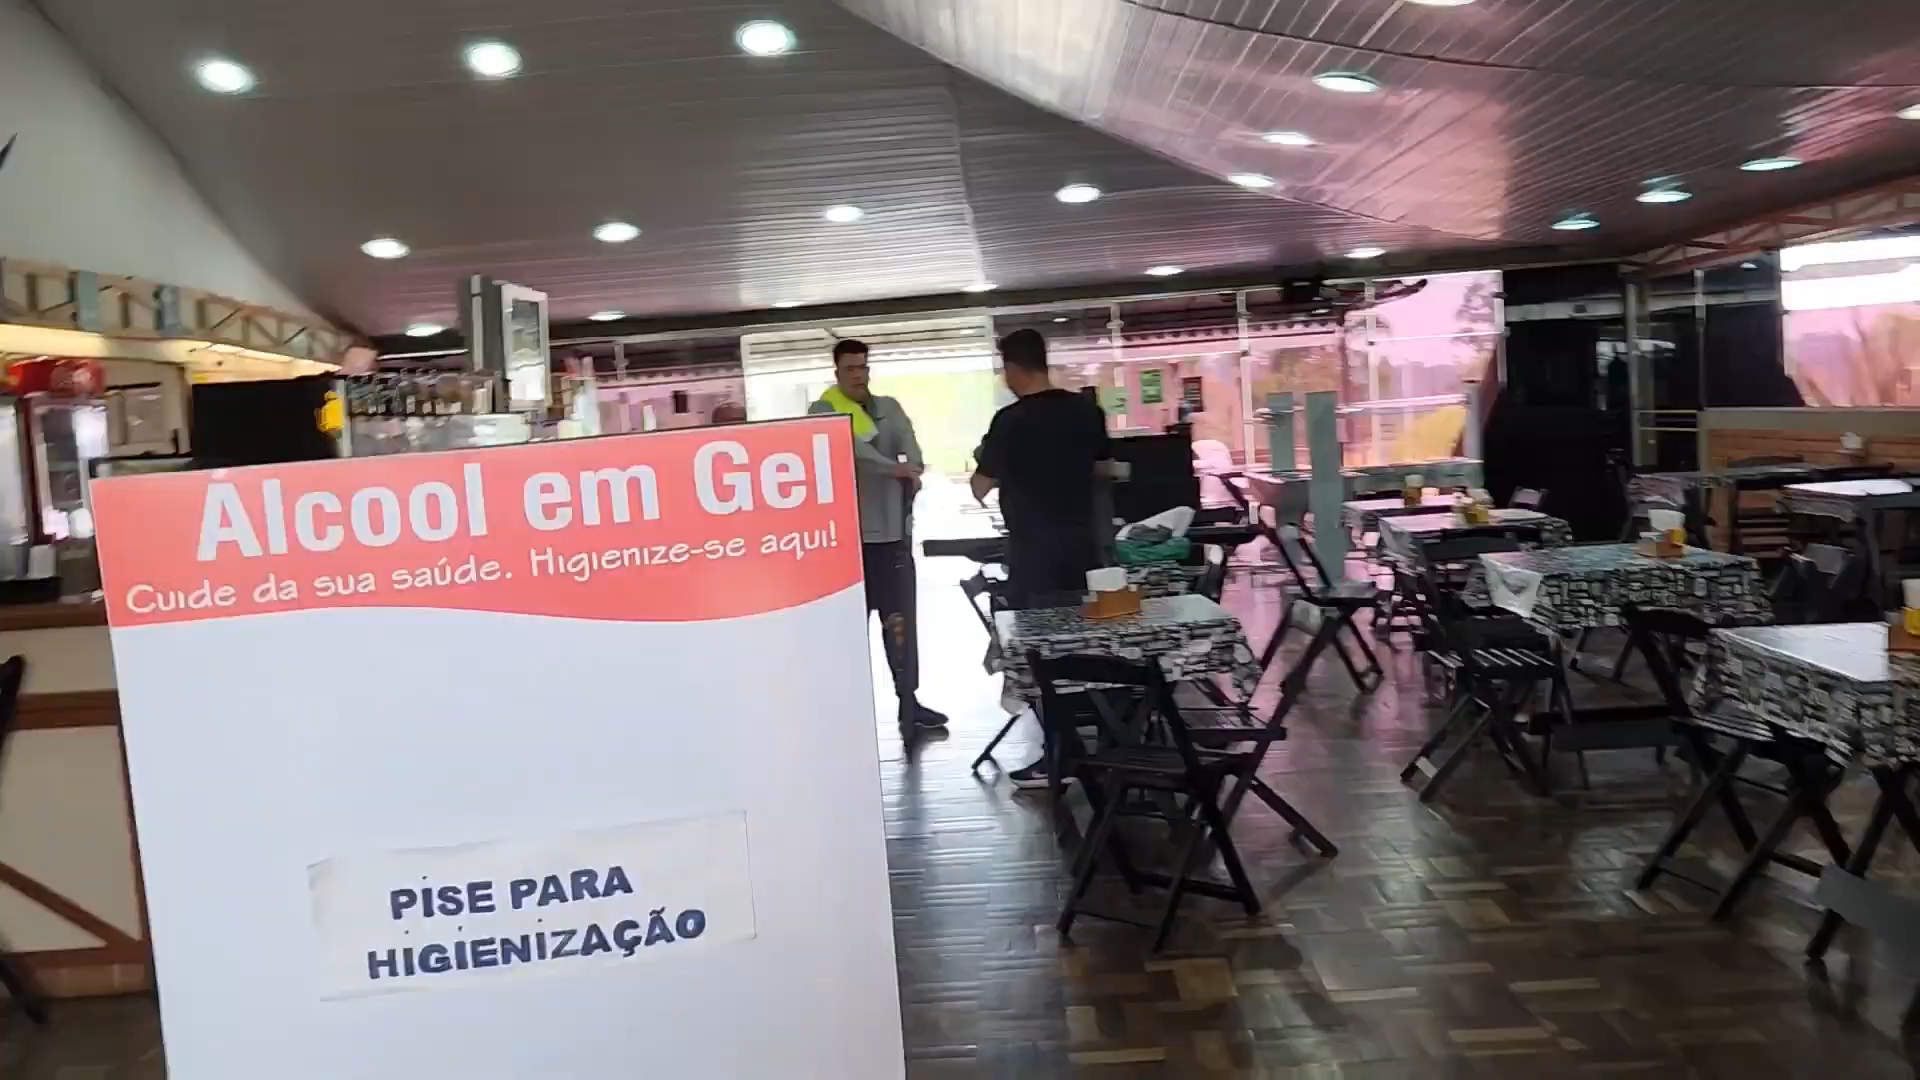 Álcool em Gel
Cuide da sua saúde. Higienize-se aqui!
PISE PARA
HIGIENIZAÇÃO